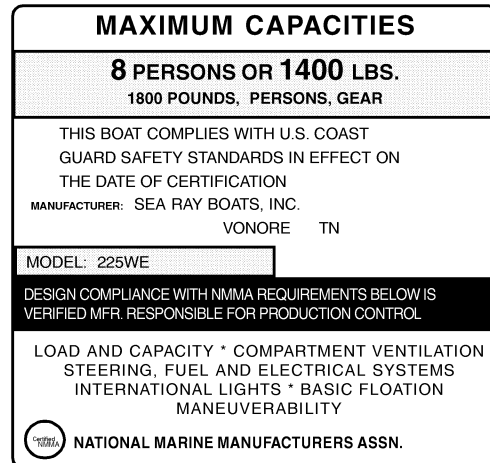 MAXIMUM CAPACITIES
8 PERSONS OR 1400 LBS.
1800 POUNDS, PERSONS, GEAR
THIS BOAT COMPLIES WITH U.S. COAST
GUARD SAFETY STANDARDS IN EFFECT ON
THE DATE OF CERTIFICATION
MANUFACTURER: SEA RAY BOATS, INC.
VONORE TN
MODEL: 225WE
DESIGN COMPLIANCE WITH NMMA REQUIREMENTS BELOW IS
VERIFIED MFR. RESPONSIBLE FOR PRODUCTION CONTROL
LOAD AND CAPACITY * COMPARTMENT VENTILATION
STEERING, FUEL AND ELECTRICAL SYSTEMS
INTERNATIONAL LIGHTS * BASIC FLOATION
MANEUVERABILITY
Certified
NMMA
NATIONAL MARINE MANUFACTURERS ASSN.